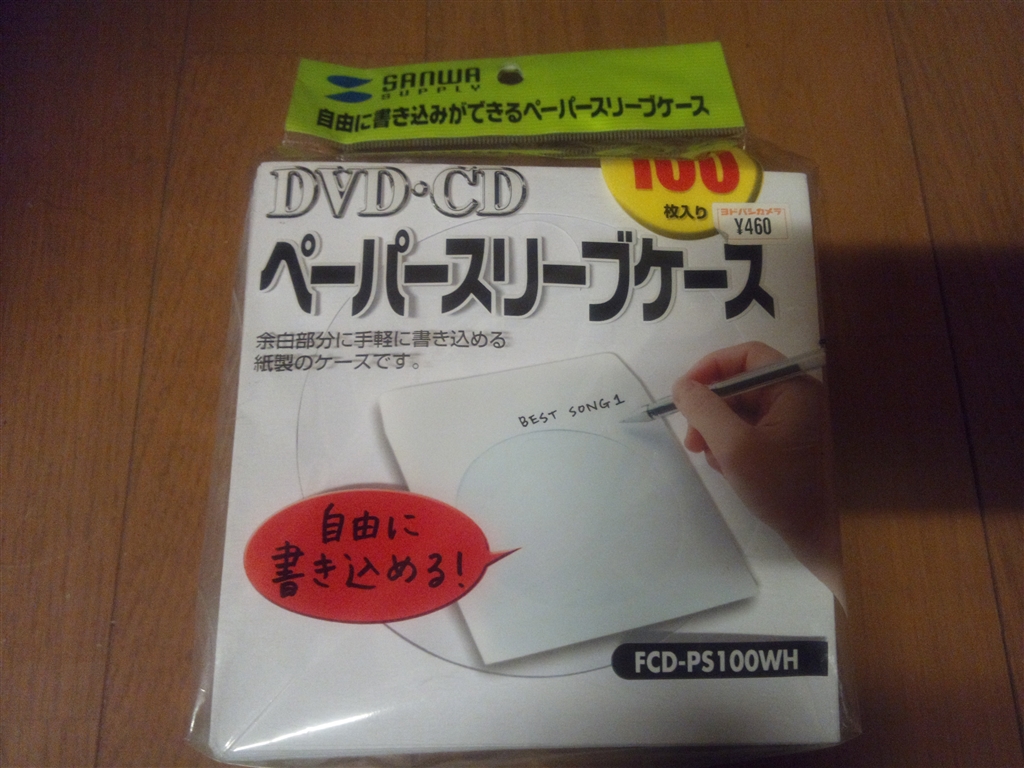 SANWA
SUPPLY
自由に書き込みができるペーパースリーブケース
DVD・CD
100
枚入り
ヨドバシカメラ
¥460
ペーパースリーブケース
余白部分に手軽に書き込める
紙製のケースです。
BEST SONG1
自由に
書き込める!
FCD-PS100WH